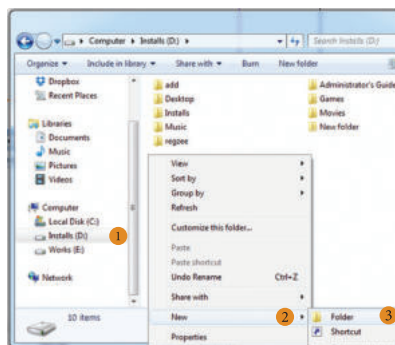 Computer ▸ Installs (D:) ▸
Search Installs (D:)
Organize ▾ Include in library ▾ Share with ▾ Burn New folder
Dropbox
Recent Places
Libraries
Documents
Music
Pictures
Videos
Computer
Local Disk (C:)
Installs (D:) 1
Works (E:)
Network
add
Desktop
Installs
Music
regzee
Administrator's Guide
Games
Movies
New folder
View
Sort by
Group by
Refresh
Customize this folder...
Paste
Paste shortcut
Undo Rename Ctrl+Z
Share with
New 2
Properties
Folder 3
Shortcut
10 items